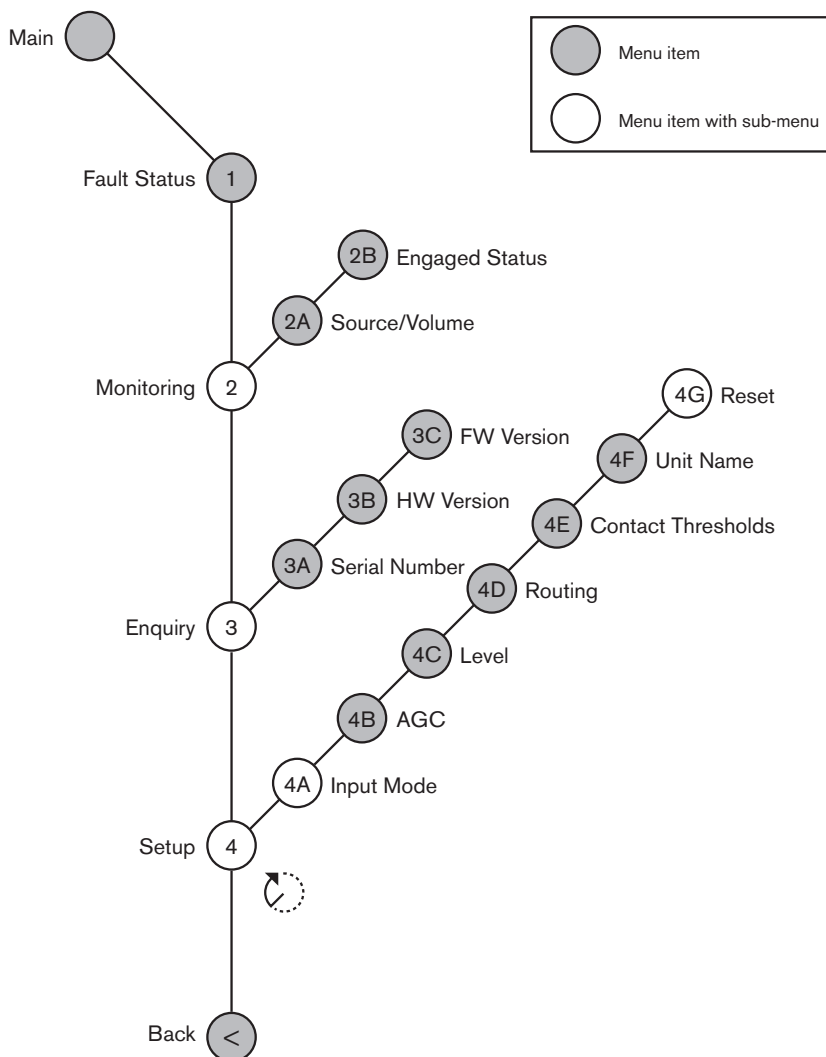 Main
Menu item
Menu item with sub-menu
Fault Status 1
2B Engaged Status
2A Source/Volume
Monitoring 2
4G Reset
3C FW Version
4F Unit Name
3B HW Version
4E Contact Thresholds
3A Serial Number
4D Routing
Enquiry 3
4C Level
4B AGC
4A Input Mode
Setup 4
Back <